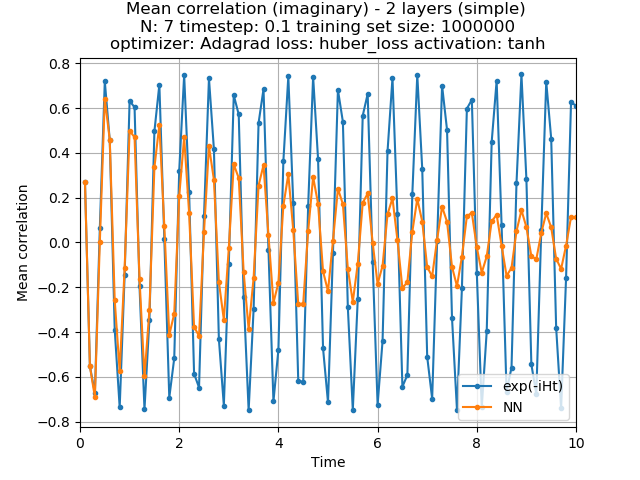 Mean correlation (imaginary) - 2 layers (simple)
N: 7 timestep: 0.1 training set size: 1000000
optimizer: Adagrad loss: huber_loss activation: tanh
0.8
0.6
0.4
0.2
0.0
−0.2
−0.4
−0.6
−0.8
Mean correlation
exp(-iHt)
NN
0 2 4 6 8 10
Time